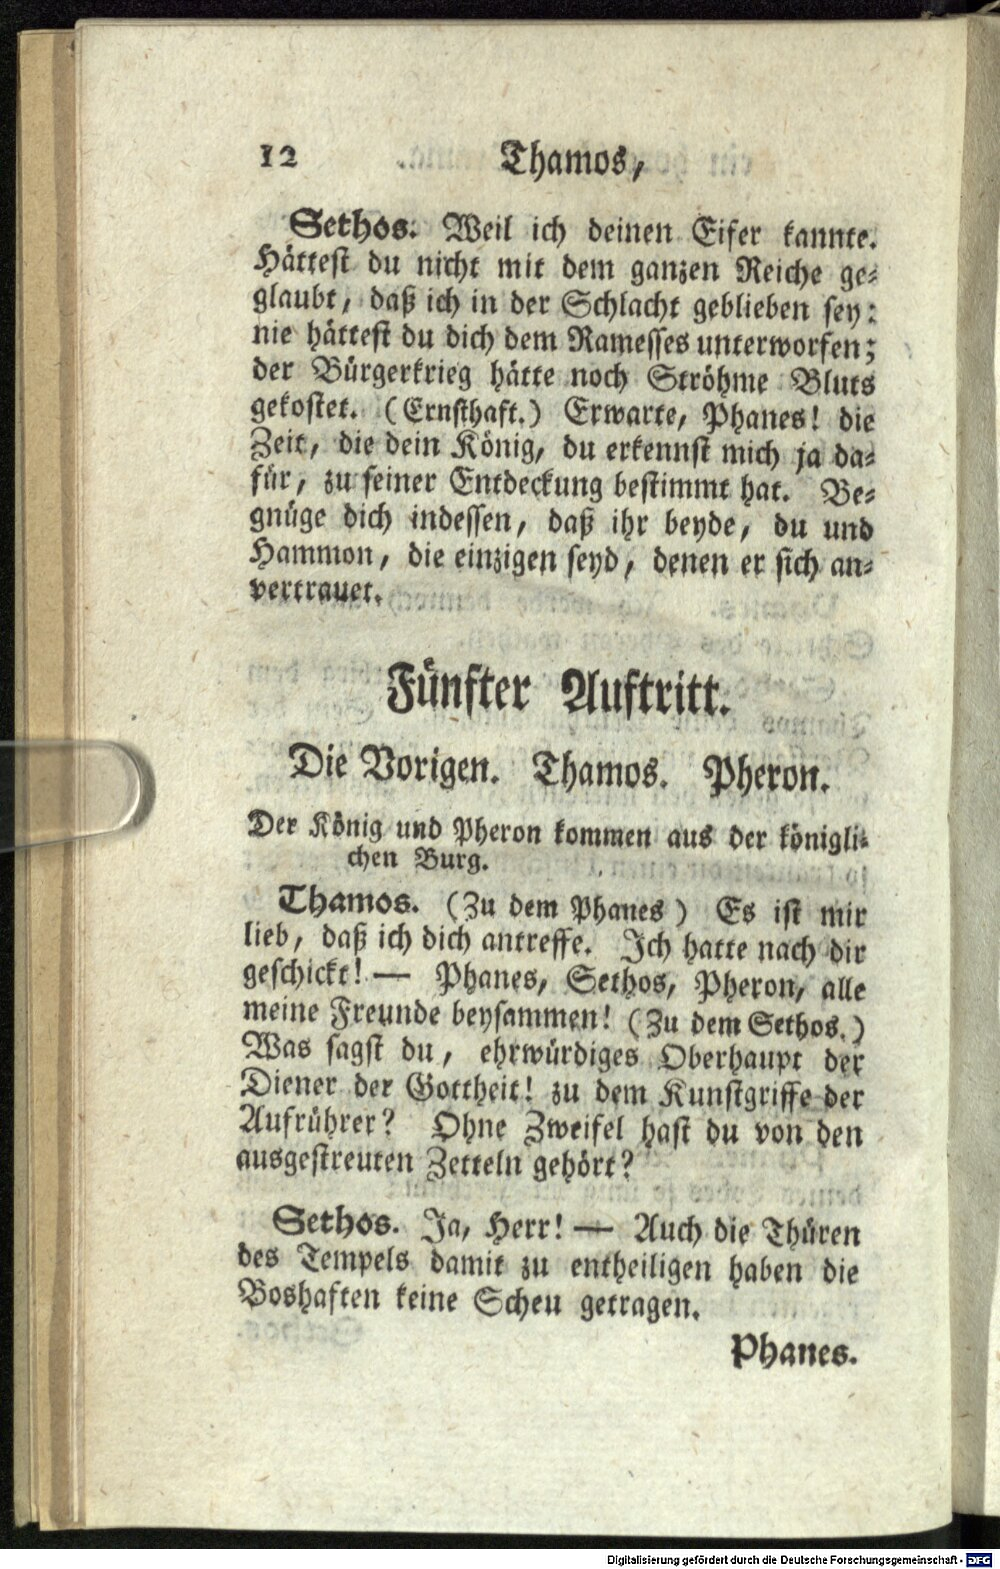 12 Thamos,
Sethos. Weil ich deinen Eifer kannte.
Hättest du nicht mit dem ganzen Reiche ge-
glaubt, daß ich in der Schlacht geblieben sey:
nie hättest du dich dem Ramesses unterworfen;
der Bürgerkrieg hätte noch Ströhme Bluts
gekostet. (Ernsthaft.) Erwarte, Phanes! die
Zeit, die dein König, du erkennst mich ja da-
für, zu seiner Entdeckung bestimmt hat. Be-
gnüge dich indessen, daß ihr beyde, du und
Hammon, die einzigen seyd, denen er sich an-
vertrauet.
Fünfter Auftritt.
Die Vorigen. Thamos. Pheron.
Der König und Pheron kommen aus der königli-
chen Burg.
Thamos. (Zu dem Phanes) Es ist mir
lieb, daß ich dich antreffe. Ich hatte nach dir
geschickt! — Phanes, Sethos, Pheron, alle
meine Freunde beysammen! (Zu dem Sethos.)
Was sagst du, ehrwürdiges Oberhaupt der
Diener der Gottheit! zu dem Kunstgriffe der
Aufrührer? Ohne Zweifel hast du von den
ausgestreuten Zetteln gehört?
Sethos. Ja, Herr! — Auch die Thüren
des Tempels damit zu entheiligen haben die
Boshaften keine Scheu getragen.
Phanes.
Digitalisierung gefördert durch die Deutsche Forschungsgemeinschaft - DFG